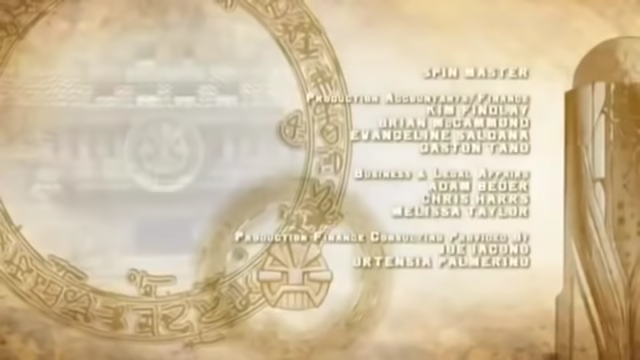 SPIN MASTER
PRODUCTION ACCOUNTANTS/FINANCE
KIM FINDLAY
BRIAN MCCAMMOND
EVANGELINE SALDANA
GASTON TANO
BUSINESS & LEGAL AFFAIRS
ADAM BEDER
CHRIS HARRS
MELISSA TAYLOR
PRODUCTION FINANCE CONSULTING PROVIDED BY
JOE IACONO
ORTENSIA PALMERINO